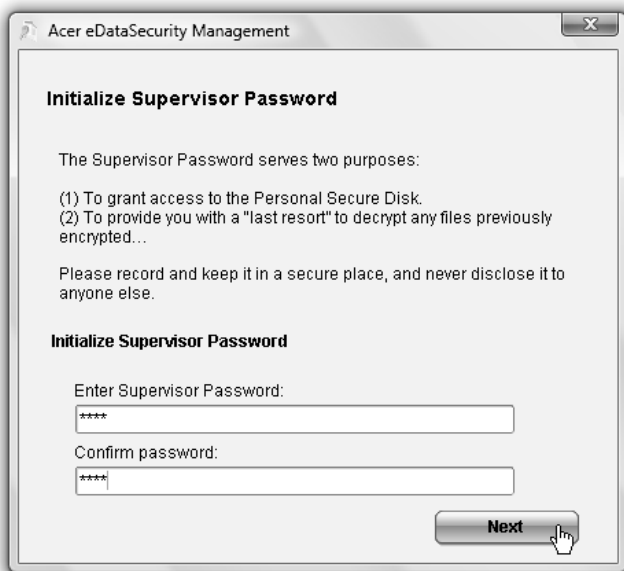 Acer eDataSecurity Management
Initialize Supervisor Password
The Supervisor Password serves two purposes:
(1) To grant access to the Personal Secure Disk.
(2) To provide you with a "last resort" to decrypt any files previously
encrypted...
Please record and keep it in a secure place, and never disclose it to
anyone else.
Initialize Supervisor Password
Enter Supervisor Password:
****
Confirm password:
****
Next